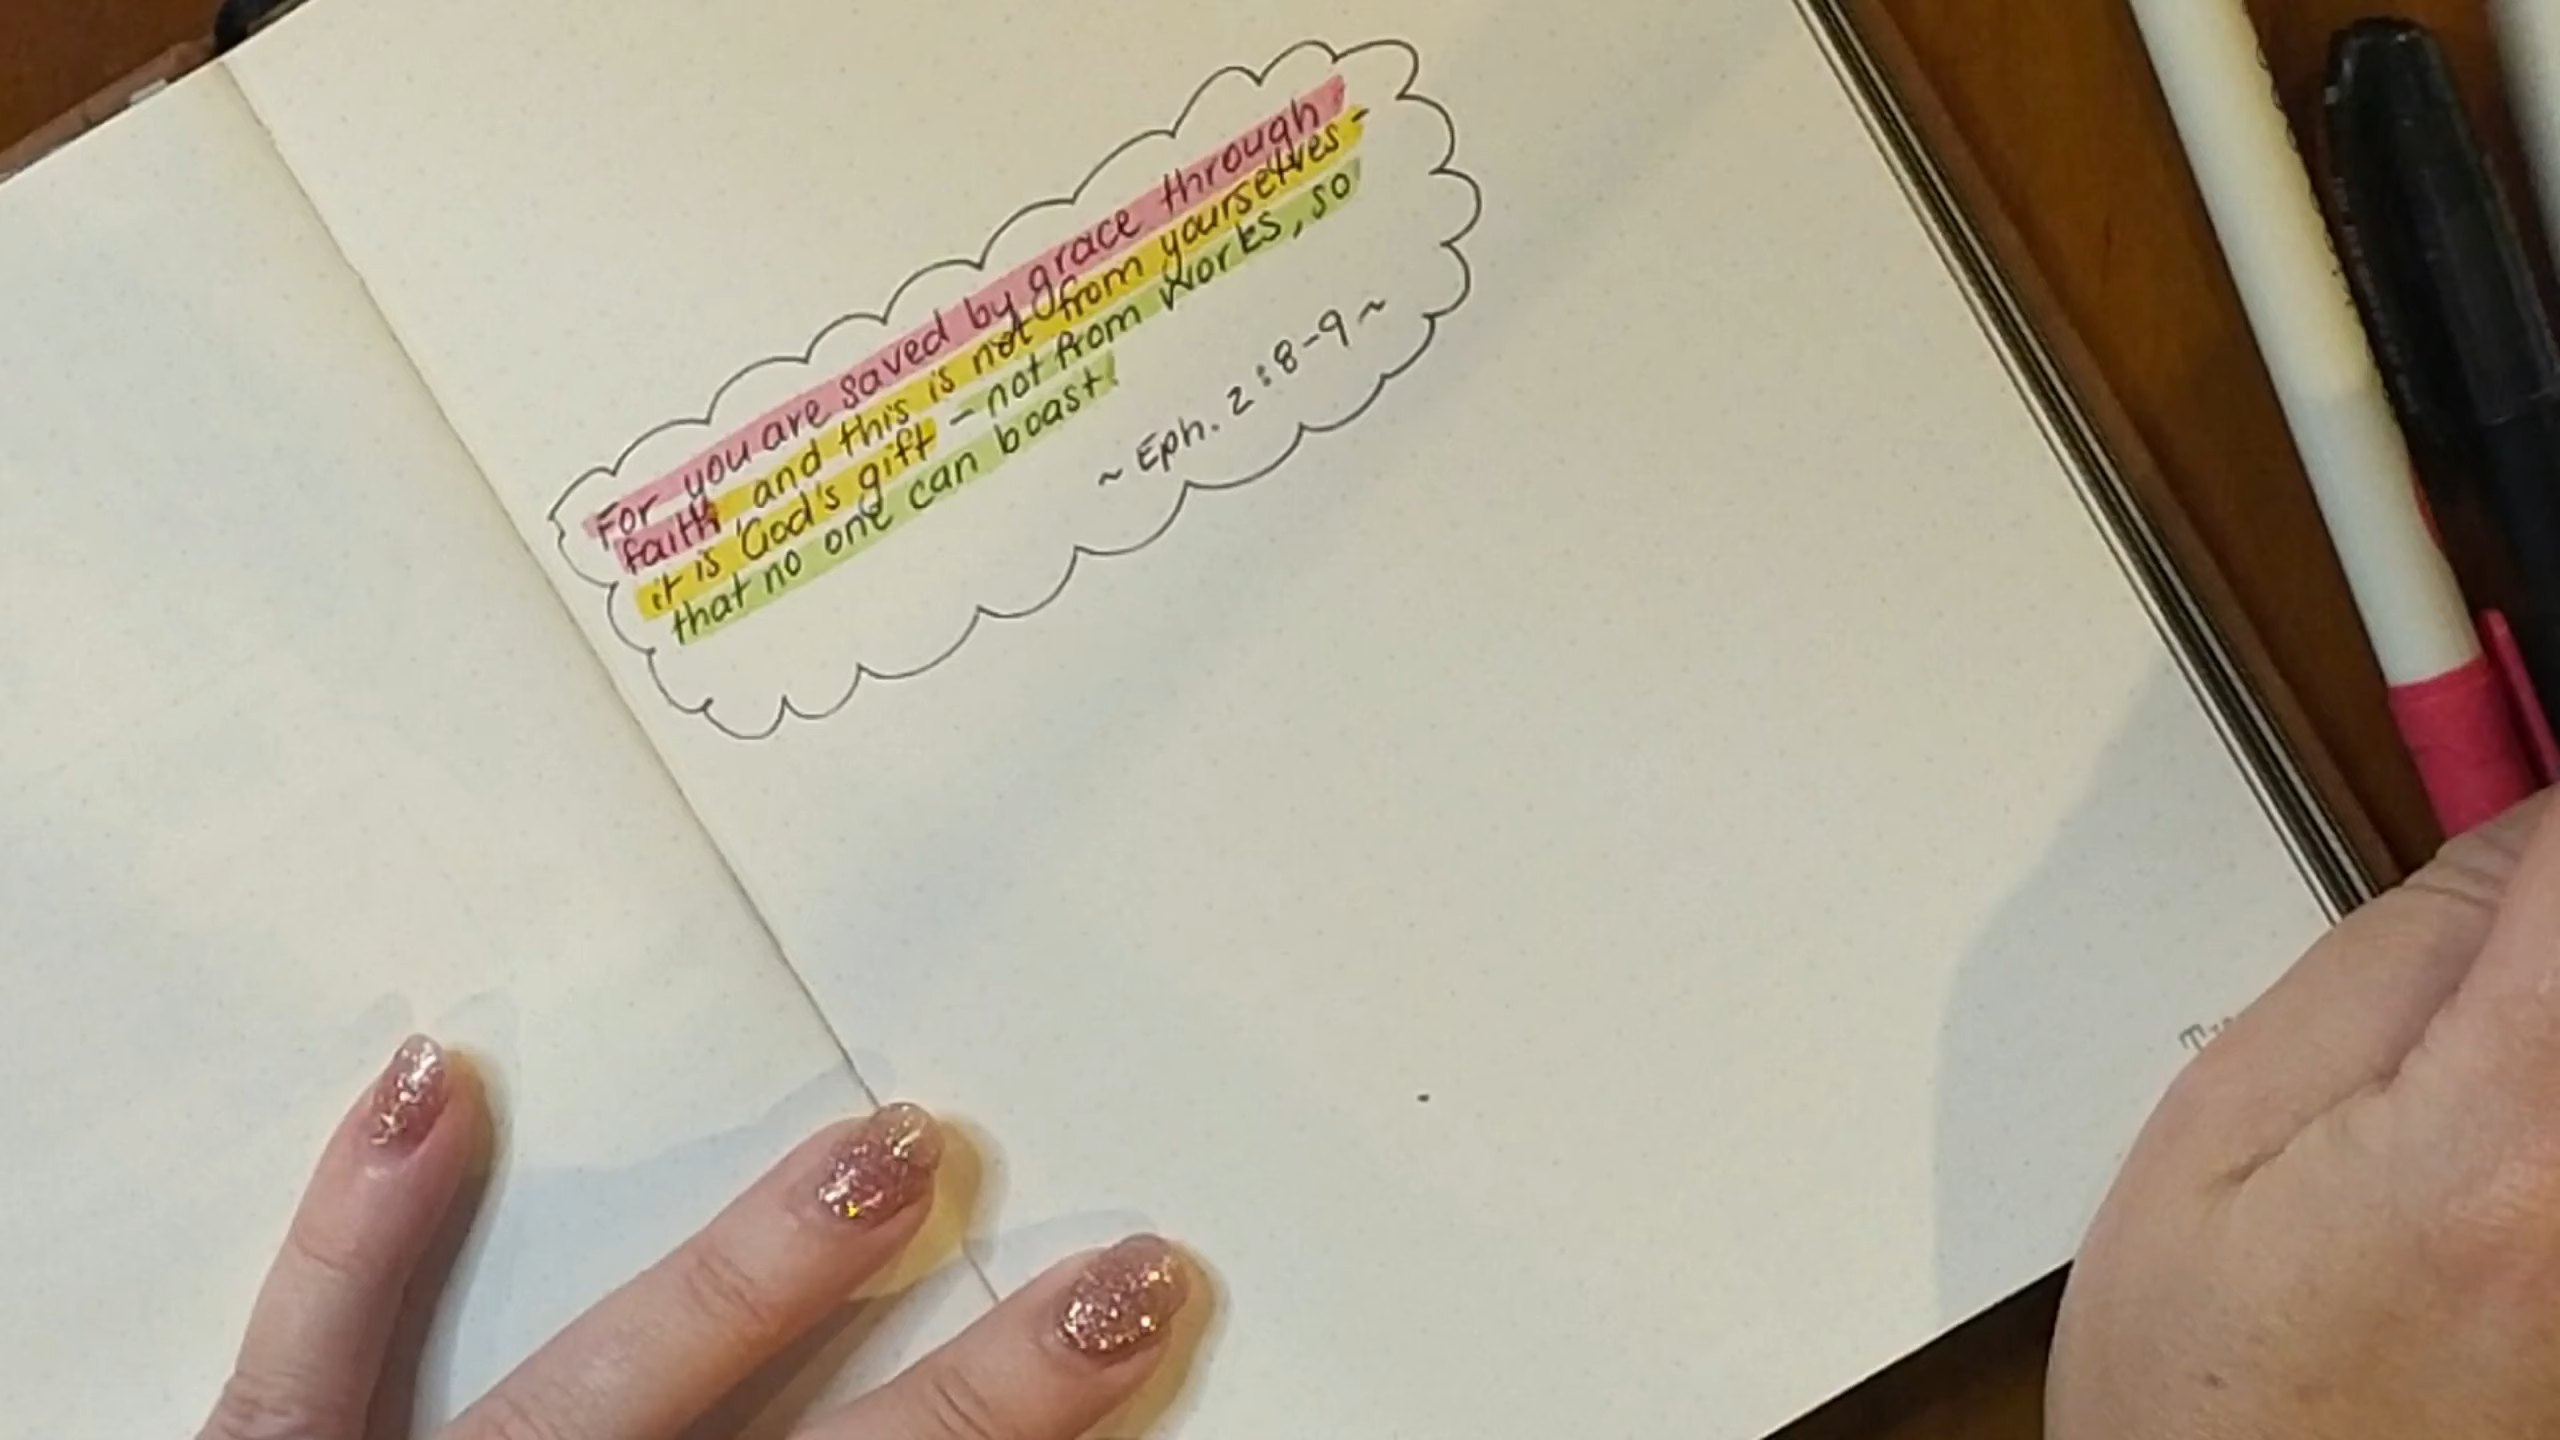 For you are saved by grace through
faith and this is not from yourselves -
it is God's gift - not from works, so
that no one can boast.
~ Eph. 2:8-9 ~